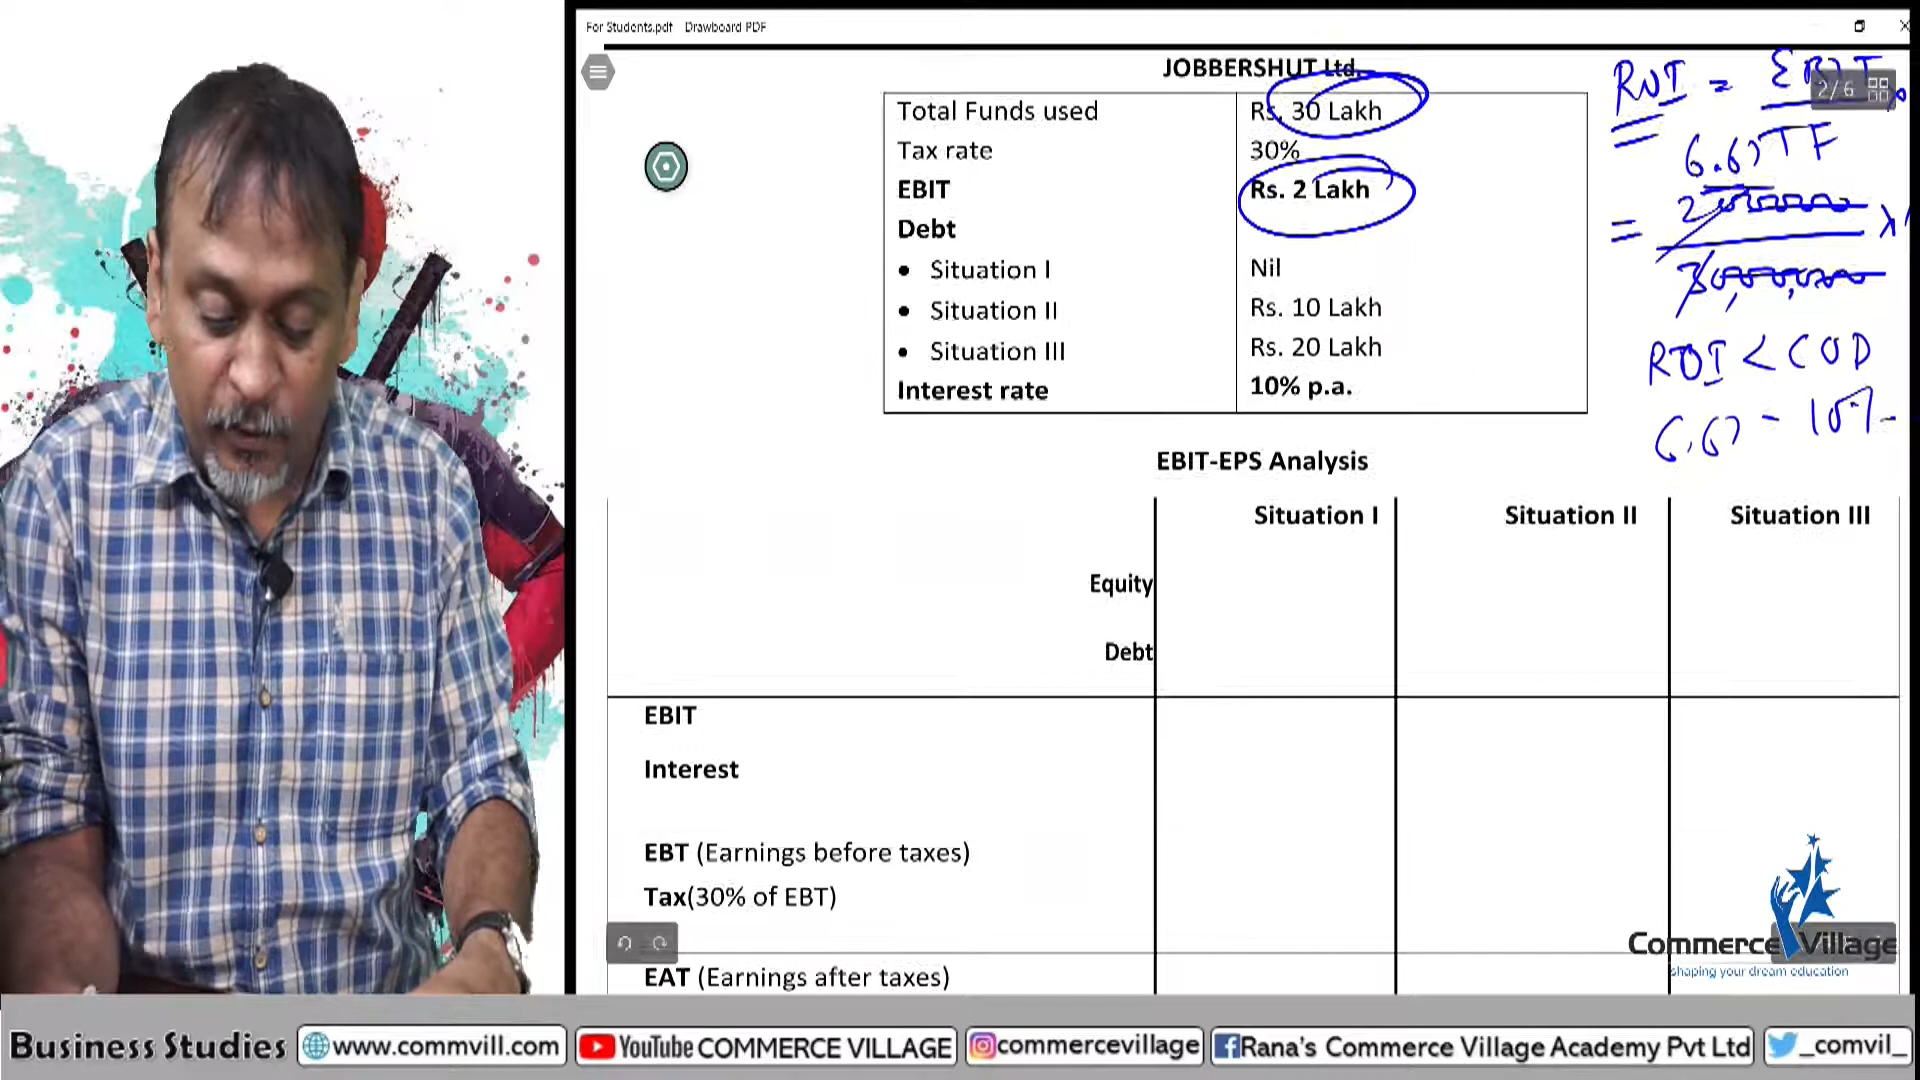 For Students.pdf Drawboard PDF
JOBBERSHUT Ltd.
Total Funds used Rs. 30 Lakh
Tax rate 30%
EBIT Rs. 2 Lakh
Debt
• Situation I Nil
• Situation II Rs. 10 Lakh
• Situation III Rs. 20 Lakh
Interest rate 10% p.a.
ROI = EBIT
TF
2/6
6.67
=
ROI < COD
6.67 - 10%
EBIT-EPS Analysis
Situation I Situation II Situation III
Equity
Debt
EBIT
Interest
EBT (Earnings before taxes)
Tax(30% of EBT)
EAT (Earnings after taxes)
Commerce Village
shaping your dream education
Business Studies www.commvill.com YouTube COMMERCE VILLAGE commercevillage Rana's Commerce Village Academy Pvt Ltd _comvil_